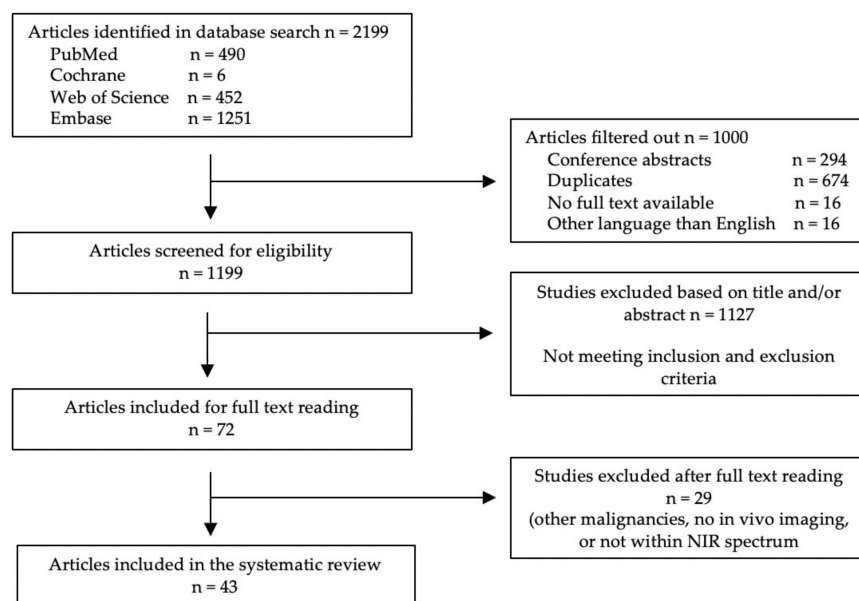 Articles identified in database search n = 2199
PubMed n = 490
Cochrane n = 6
Web of Science n = 452
Embase n = 1251
Articles filtered out n = 1000
Conference abstracts n = 294
Duplicates n = 674
No full text available n = 16
Other language than English n = 16
Articles screened for eligibility
n = 1199
Studies excluded based on title and/or
abstract n = 1127
Not meeting inclusion and exclusion
criteria
Articles included for full text reading
n = 72
Studies excluded after full text reading
n = 29
(other malignancies, no in vivo imaging,
or not within NIR spectrum
Articles included in the systematic review
n = 43